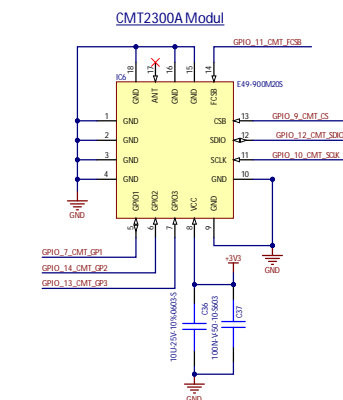 CMT2300A Modul
GPIO_11_CMT_FCSB
18 17 16 15 14
IC6
E49-900M20S
GND ANT GND GND FCSB
1 GND CSB 13 GPIO_9_CMT_CS
2 GND SDIO 12 GPIO_12_CMT_SDIO
3 GND SCLK 11 GPIO_10_CMT_SCLK
4 GND GND 10
GPIO1 GPIO2 GPIO3 VCC GND
5 6 7 8 9
GND
GPIO_7_CMT_GP1
GPIO_14_CMT_GP2
GPIO_13_CMT_GP3
GND
+3V3
C36
10U-25V-10%-0603-S
C37
100N-V-50-10-S603
GND